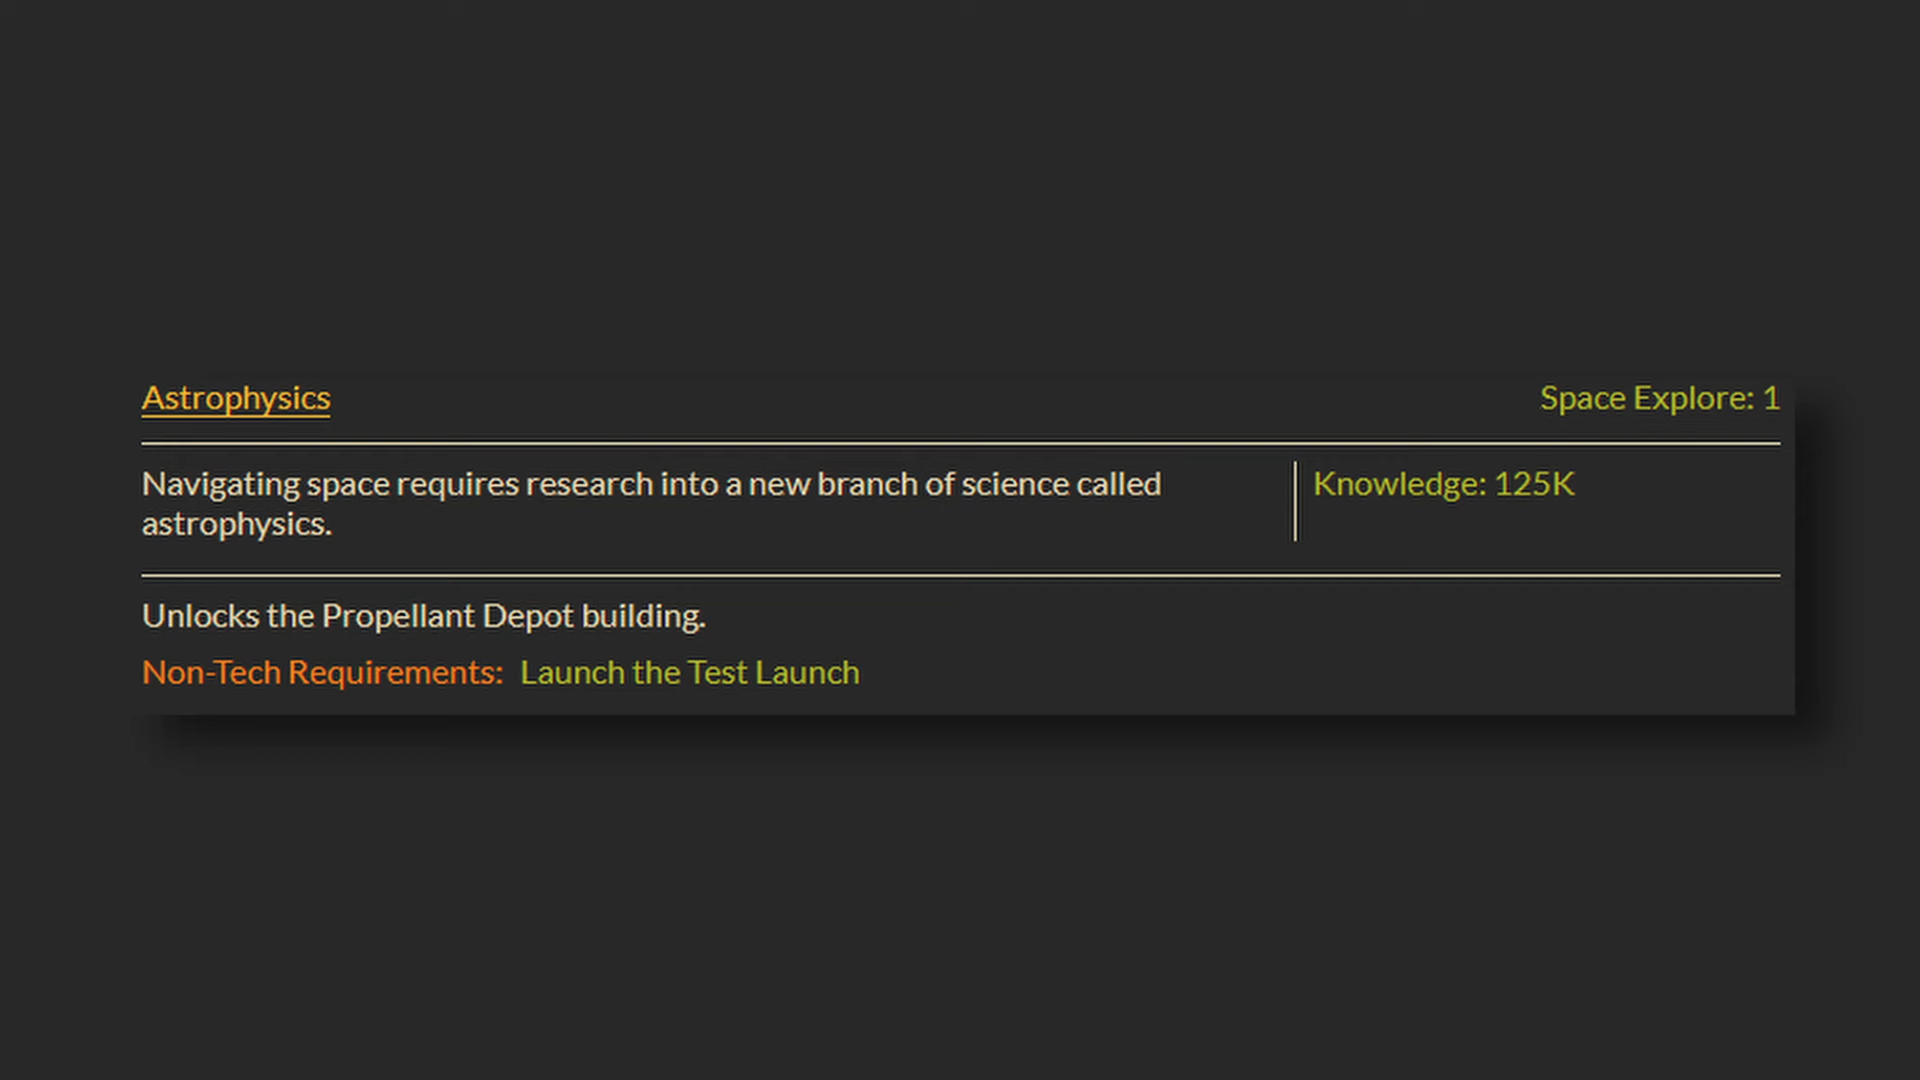 Astrophysics
Space Explore: 1
Navigating space requires research into a new branch of science called
astrophysics.
Knowledge: 125K
Unlocks the Propellant Depot building.
Non-Tech Requirements: Launch the Test Launch